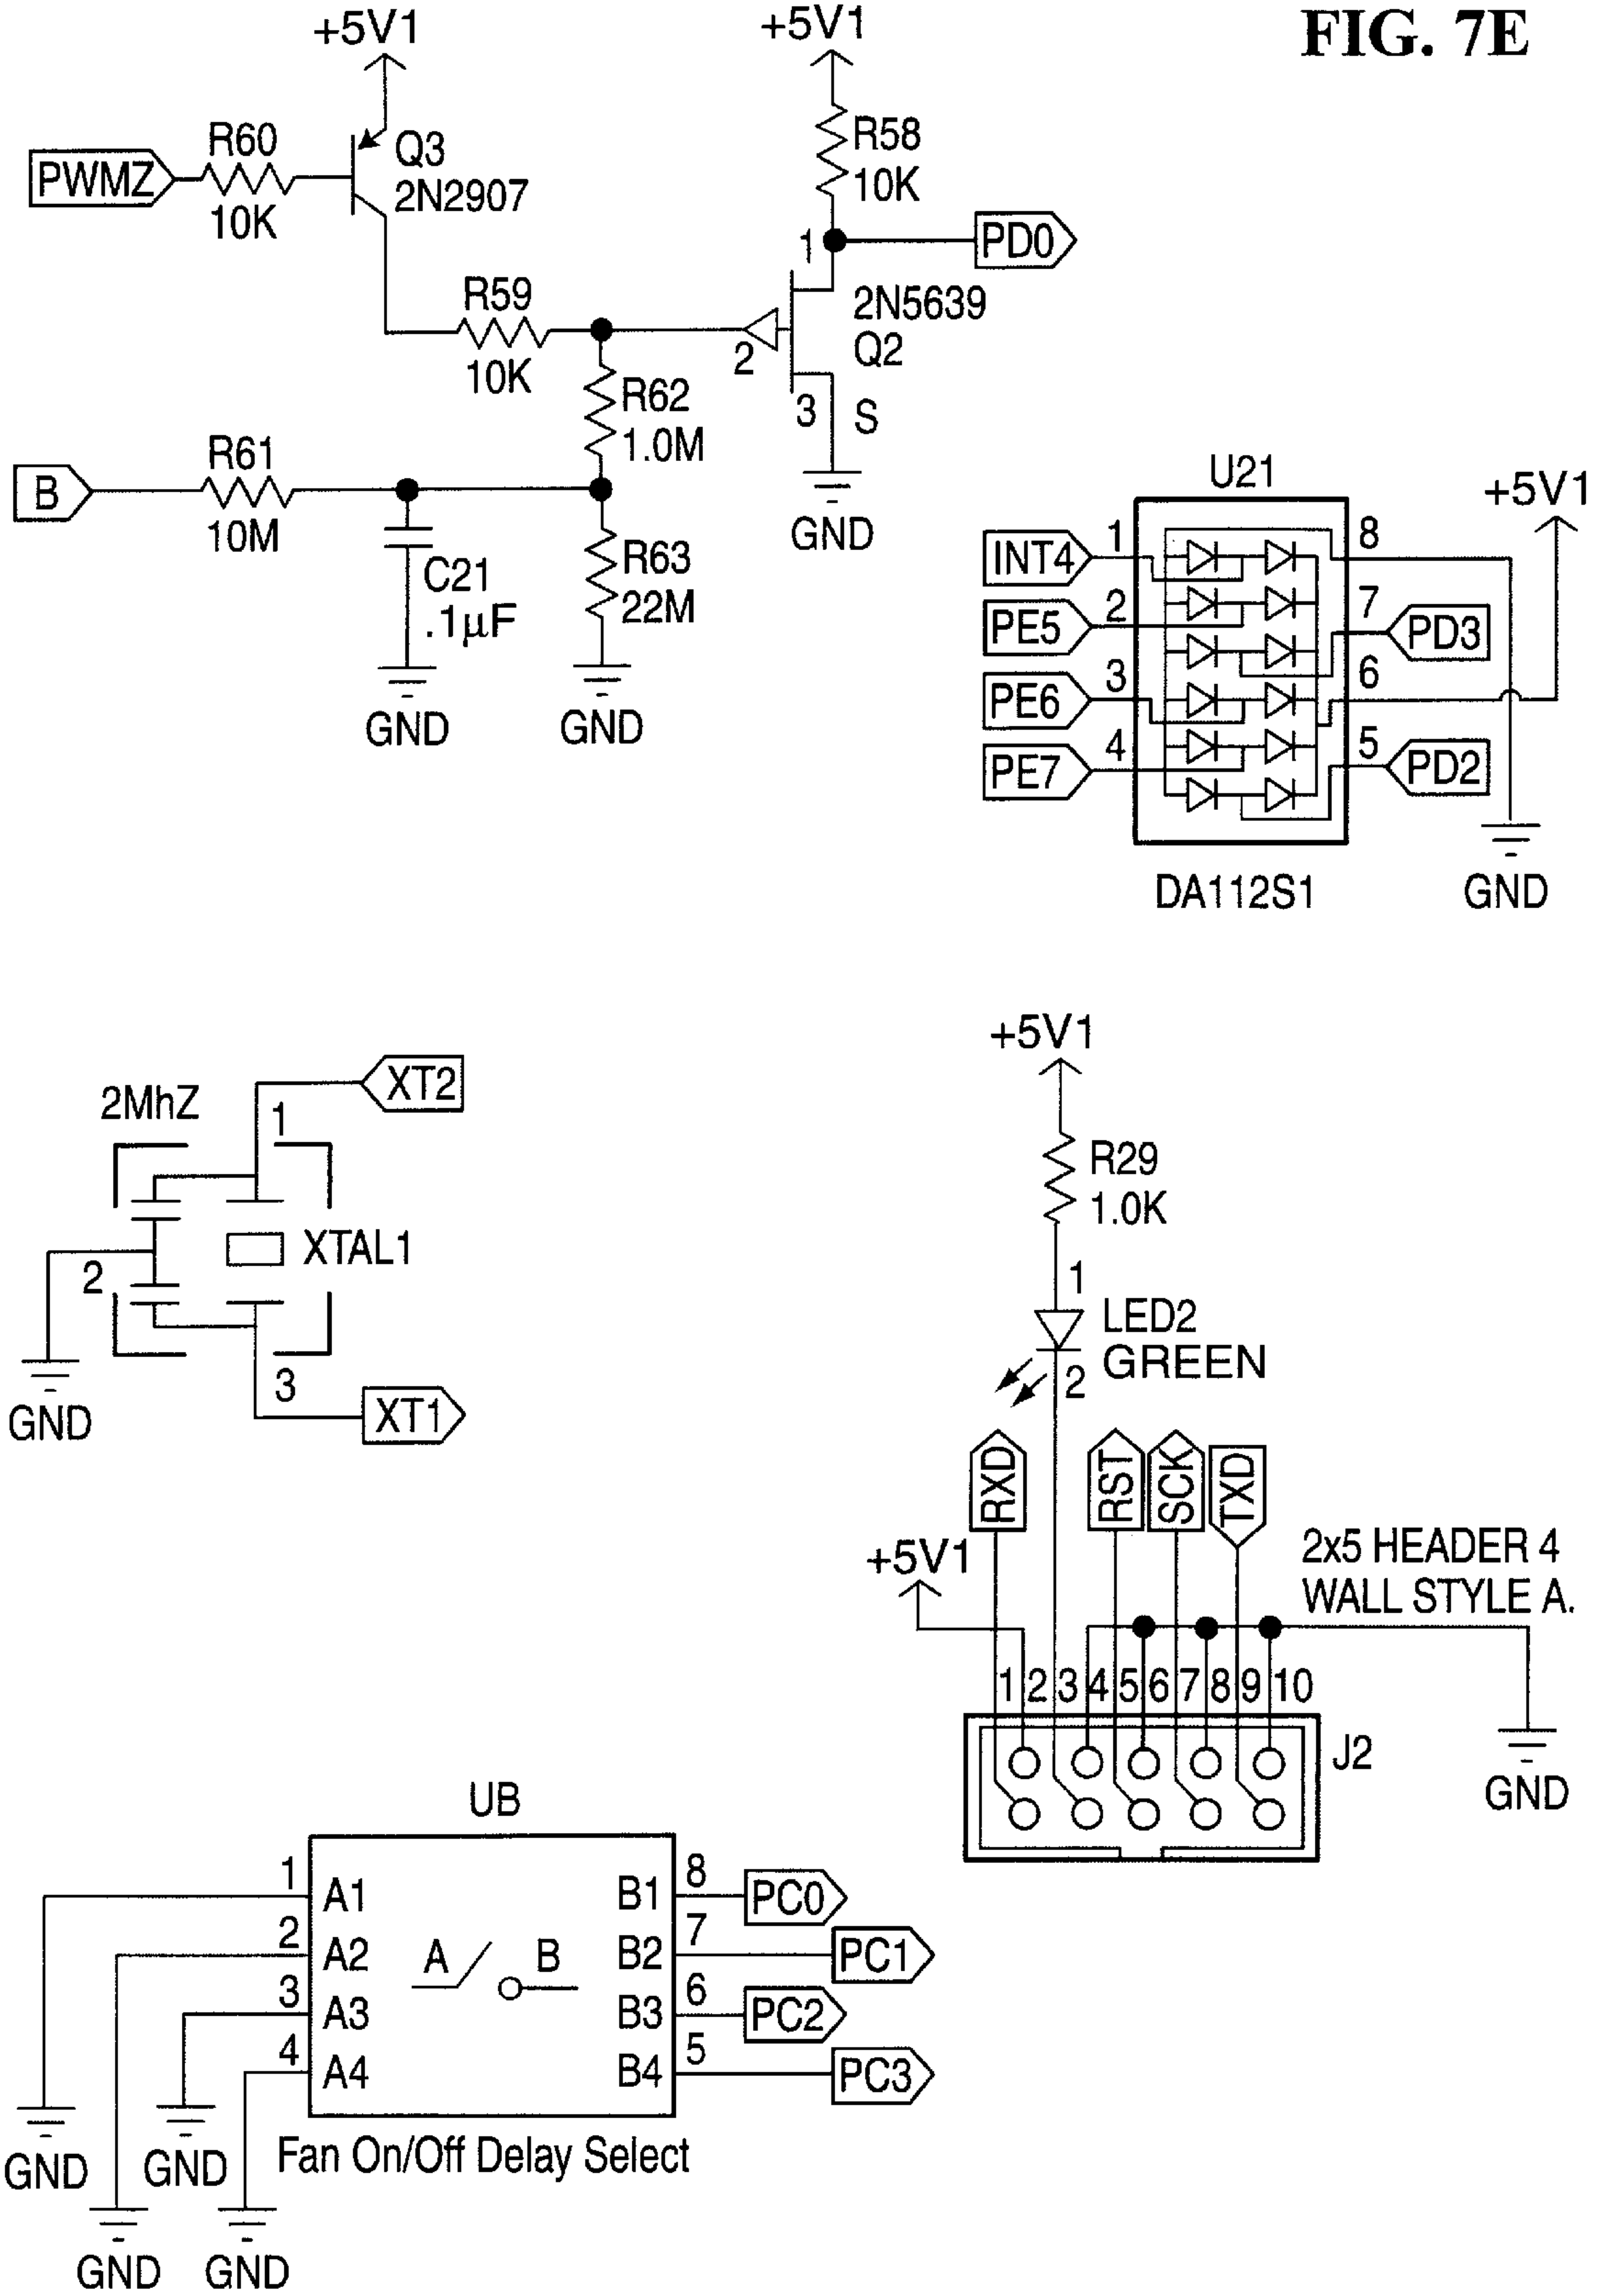 FIG. 7E
+5V1
+5V1
PWMZ
R60
10K
Q3
2N2907
R58
10K
1
PD0
R59
10K
2
2N5639
Q2
3
S
R62
1.0M
B
R61
10M
GND
C21
.1µF
R63
22M
GND
GND
U21
+5V1
INT4
1
8
PE5
2
7
PD3
PE6
3
6
PE7
4
5
PD2
DA112S1
GND
2MhZ
XT2
1
XTAL1
2
GND
3
XT1
+5V1
R29
1.0K
1
LED2
GREEN
2
RXD
RST
SCK
TXD
+5V1
2x5 HEADER 4
WALL STYLE A.
1 2 3 4 5 6 7 8 9 10
J2
GND
UB
1 A1 B1 8 PC0
2 A2 A B B2 7 PC1
3 A3 B3 6 PC2
4 A4 B4 5 PC3
Fan On/Off Delay Select
GND GND
GND GND